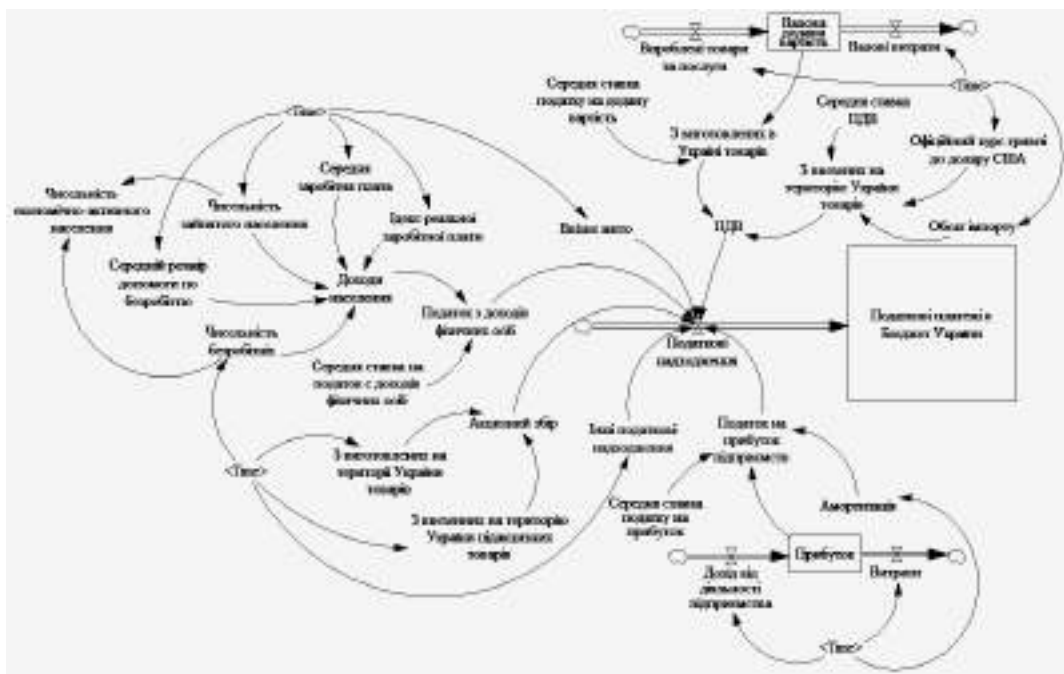 Валова
додана
вартість
Вироблені товари
та послуги
Валові витрати
<Time>
Середня ставка
податку на додану
вартість
Середня ставка
ПДВ
З виготовлених в
Україні товарів
Офіційний курс гривні
до долару США
З ввезених на
територію України
товарів
Обсяг імпорту
ПДВ
<Time>
Середня
заробітна плата
Чисельність
економічно-активного
населення
Чисельність
зайнятого населення
Індекс реальної
заробітної плати
Ввізне мито
Середній розмір
допомоги по
безробіттю
Доходи
населення
Податок з доходів
фізичних осіб
Чисельність
безробітних
Середня ставка на
податок с доходів
фізичних осіб
Податкові
надходження
Податкові платежі в
Бюджет України
Акцизний збір
Інші податкові
надходження
Податок на
прибуток
підприємств
<Time>
З виготовлених на
території України
товарів
З ввезених на територію
України підакцизних
товарів
Середня ставка
податку на
прибуток
Амортизація
Прибуток
Дохід від
діяльності
підприємства
Витрати
<Time>